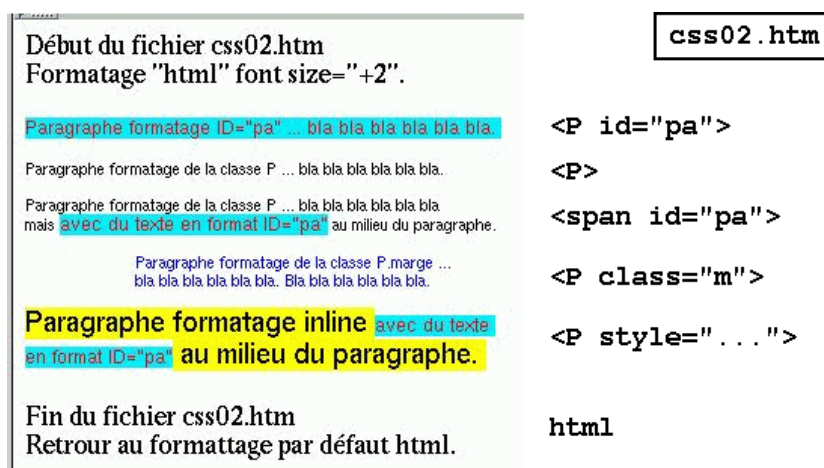 css02.htm
Début du fichier css02.htm
Formatage "html" font size="+2".
Paragraphe formatage ID="pa" ... bla bla bla bla bla bla.
<P id="pa">
Paragraphe formatage de la classe P ... bla bla bla bla bla bla.
<P>
Paragraphe formatage de la classe P ... bla bla bla bla bla bla
mais avec du texte en format ID="pa" au milieu du paragraphe.
<span id="pa">
Paragraphe formatage de la classe P.marge ...
bla bla bla bla bla bla. Bla bla bla bla bla bla.
<P class="m">
Paragraphe formatage inline avec du texte
en format ID="pa" au milieu du paragraphe.
<P style="...">
Fin du fichier css02.htm
Retrour au formattage par défaut html.
html